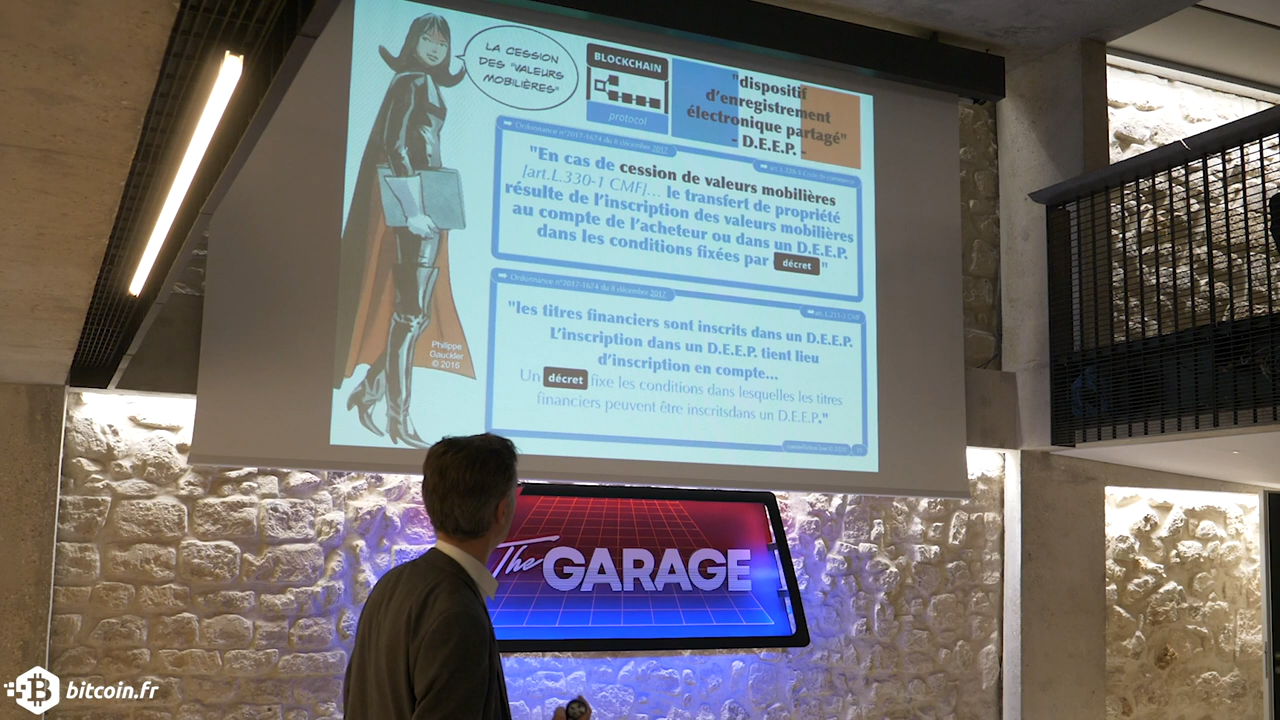 LA CESSION
DES "VALEURS
MOBILIÈRES"
BLOCKCHAIN
protocol
"dispositif
d'enregistrement
électronique partagé"
- D.E.E.P. -
Ordonnance n°2017-1674 du 8 décembre 2017
"En cas de cession de valeurs mobilières
[art.L.330-1 CMF]... le transfert de propriété
résulte de l'inscription des valeurs mobilières
au compte de l'acheteur ou dans un D.E.E.P.
dans les conditions fixées par décret"
Ordonnance n°2017-1674 du 8 décembre 2017
"les titres financiers sont inscrits dans un D.E.E.P.
L'inscription dans un D.E.E.P. tient lieu
d'inscription en compte...
Un décret fixe les conditions dans lesquelles les titres
financiers peuvent être inscritsdans un D.E.E.P."
Philippe
Gauckler
© 2016
The GARAGE
bitcoin.fr